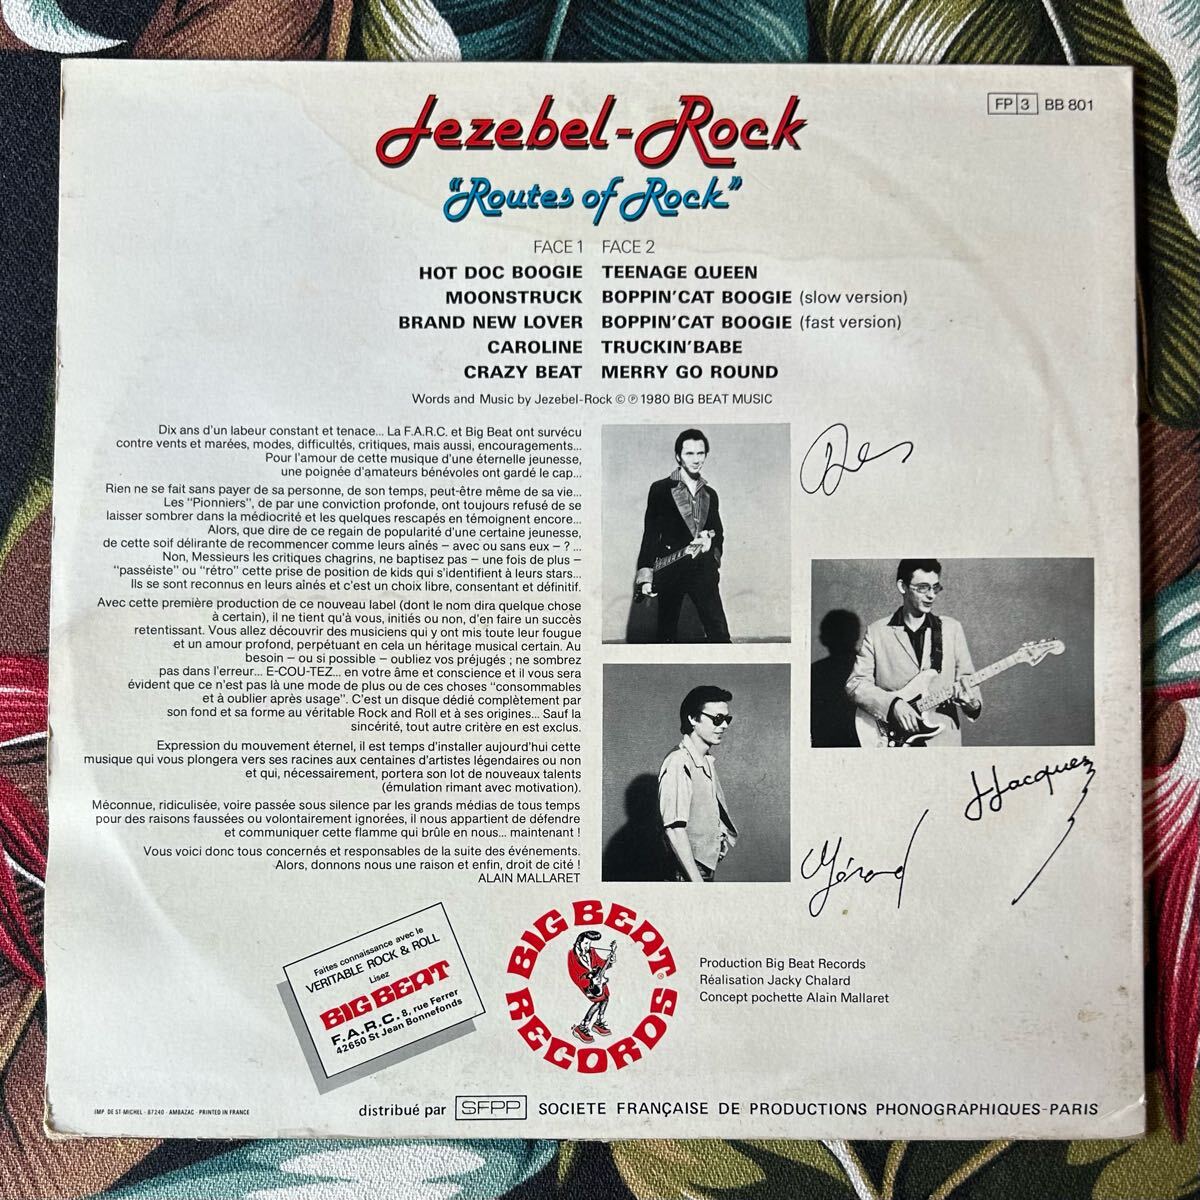 Jezebel-Rock
"Routes of Rock"
FP 3 BB 801
FACE 1 FACE 2
HOT DOC BOOGIE TEENAGE QUEEN
MOONSTRUCK BOPPIN'CAT BOOGIE (slow version)
BRAND NEW LOVER BOPPIN'CAT BOOGIE (fast version)
CAROLINE TRUCKIN'BABE
CRAZY BEAT MERRY GO ROUND
Words and Music by Jezebel-Rock © ℗ 1980 BIG BEAT MUSIC
Dix ans d'un labeur constant et tenace... La F.A.R.C. et Big Beat ont survécu
contre vents et marées, modes, difficultés, critiques, mais aussi, encouragements...
Pour l'amour de cette musique d'une éternelle jeunesse,
une poignée d'amateurs bénévoles ont gardé le cap...
Rien ne se fait sans payer de sa personne, de son temps, peut-être même de sa vie...
Les "Pionniers", de par une conviction profonde, ont toujours refusé de se
laisser sombrer dans la médiocrité et les quelques rescapés en témoignent encore...
Alors, que dire de ce regain de popularité d'une certaine jeunesse,
de cette soif délirante de recommencer comme leurs aînés – avec ou sans eux – ? ...
Non, Messieurs les critiques chagrins, ne baptisez pas – une fois de plus –
"passéiste" ou "rétro" cette prise de position de kids qui s'identifient à leurs stars...
Ils se sont reconnus en leurs aînés et c'est un choix libre, consentant et définitif.
Avec cette première production de ce nouveau label (dont le nom dira quelque chose
à certain), il ne tient qu'à vous, initiés ou non, d'en faire un succès
retentissant. Vous allez découvrir des musiciens qui y ont mis toute leur fougue
et un amour profond, perpétuant en cela un héritage musical certain. Au
besoin – ou si possible – oubliez vos préjugés ; ne sombrez
pas dans l'erreur... E-COU-TEZ... en votre âme et conscience et il vous sera
évident que ce n'est pas là une mode de plus ou de ces choses "consommables
et à oublier après usage". C'est un disque dédié complètement par
son fond et sa forme au véritable Rock and Roll et à ses origines... Sauf la
sincérité, tout autre critère en est exclus.
Expression du mouvement éternel, il est temps d'installer aujourd'hui cette
musique qui vous plongera vers ses racines aux centaines d'artistes légendaires ou non
et qui, nécessairement, portera son lot de nouveaux talents
(émulation rimant avec motivation).
Méconnue, ridiculisée, voire passée sous silence par les grands médias de tous temps
pour des raisons faussées ou volontairement ignorées, il nous appartient de défendre
et communiquer cette flamme qui brûle en nous... maintenant !
Vous voici donc tous concernés et responsables de la suite des événements.
Alors, donnons nous une raison et enfin, droit de cité !
ALAIN MALLARET
JJacques
Gérard
Faites connaissance avec le
VERITABLE ROCK & ROLL
Lisez
BIG BEAT
F.A.R.C. 8, rue Ferrer
42650 St Jean Bonnefonds
BIG BEAT
RECORDS
®
Production Big Beat Records
Réalisation Jacky Chalard
Concept pochette Alain Mallaret
IMP. DE ST-MICHEL - 87240 - AMBAZAC - PRINTED IN FRANCE
distribué par SFPP SOCIETE FRANÇAISE DE PRODUCTIONS PHONOGRAPHIQUES-PARIS